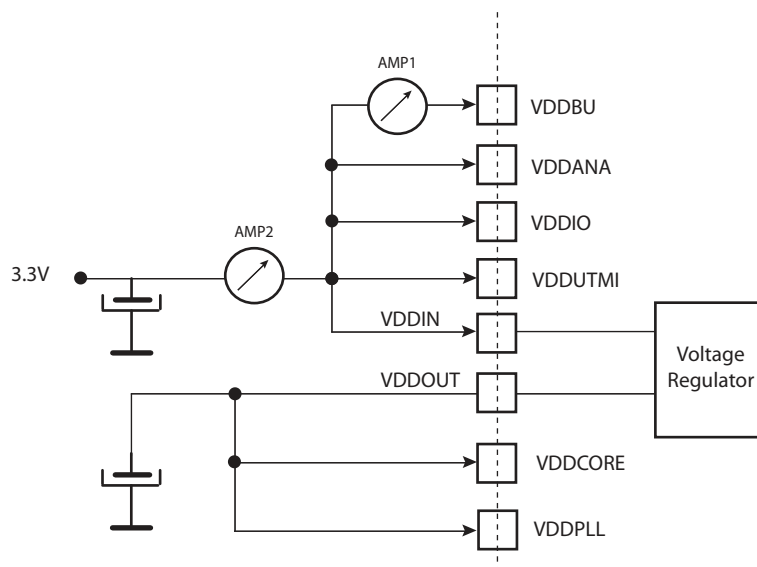 AMP1
VDDBU
VDDANA
VDDIO
AMP2
3.3V
VDDUTMI
VDDIN
Voltage
Regulator
VDDOUT
VDDCORE
VDDPLL